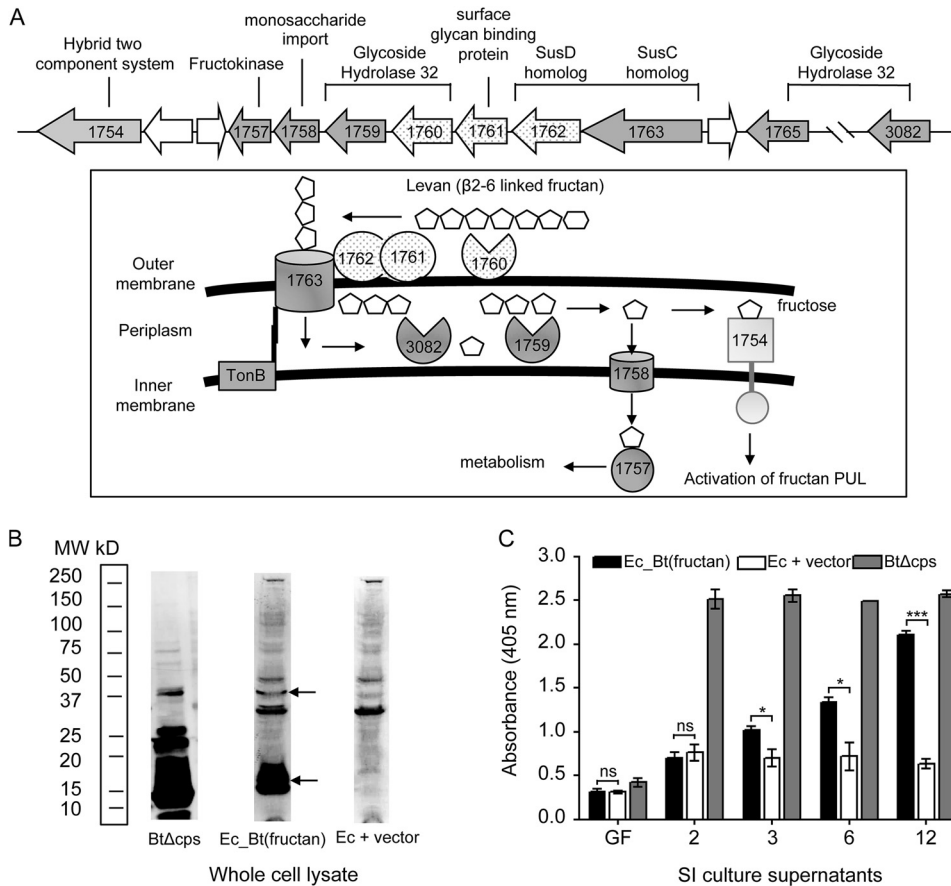 A
Hybrid two
component system
Fructokinase
monosaccharide
import
Glycoside
Hydrolase 32
surface
glycan binding
protein
SusD
homolog
SusC
homolog
Glycoside
Hydrolase 32
1754
1757
1758
1759
1760
1761
1762
1763
1765
3082
Levan (β2-6 linked fructan)
Outer
membrane
1763
1762
1761
1760
Periplasm
3082
1759
fructose
1754
TonB
1758
Inner
membrane
metabolism
1757
Activation of fructan PUL
B
MW kD
250
150
100
75
50
37
25
20
15
10
BtΔcps
Ec_Bt(fructan)
Ec + vector
Whole cell lysate
C
Ec_Bt(fructan)
Ec + vector
BtΔcps
Absorbance (405 nm)
3.0
2.5
2.0
1.5
1.0
0.5
0.0
ns
ns
*
*
***
GF
2
3
6
12
SI culture supernatants